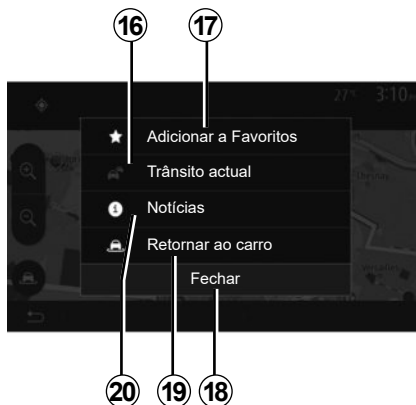 16 17
27° 3:10
Adicionar a Favoritos
Trânsito actual
Notícias
Retornar ao carro
Fechar
20 19 18